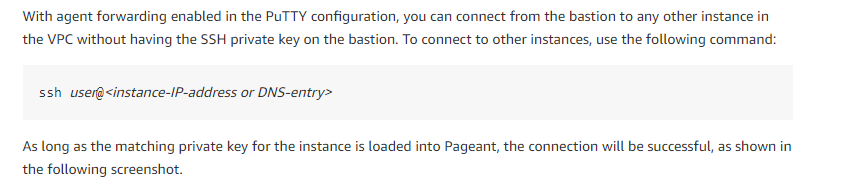 With agent forwarding enabled in the PuTTY configuration, you can connect from the bastion to any other instance in
the VPC without having the SSH private key on the bastion. To connect to other instances, use the following command:
ssh user@<instance-IP-address or DNS-entry>
As long as the matching private key for the instance is loaded into Pageant, the connection will be successful, as shown in
the following screenshot.